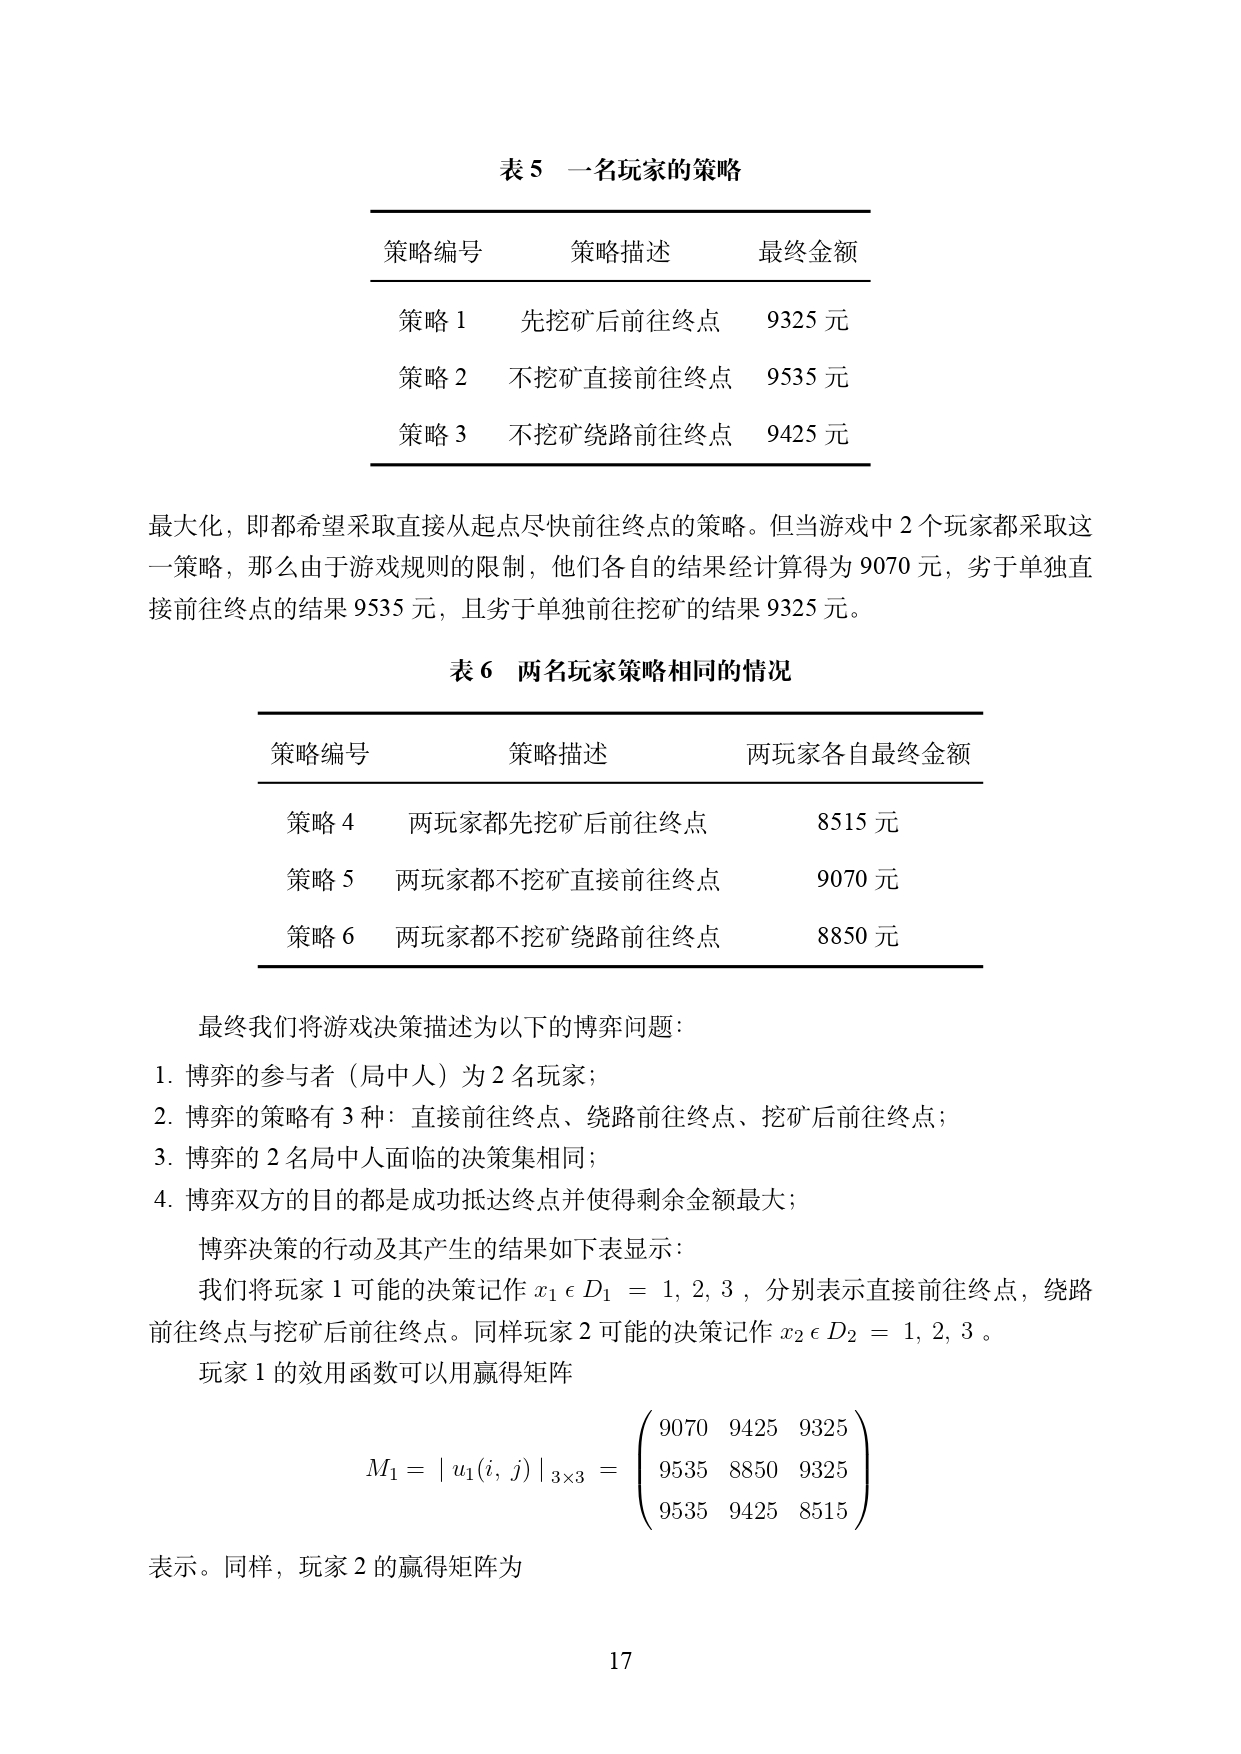 表 5 一名玩家的策略
策略编号 策略描述 最终金额
策略 1 先挖矿后前往终点 9325 元
策略 2 不挖矿直接前往终点 9535 元
策略 3 不挖矿绕路前往终点 9425 元
最大化，即都希望采取直接从起点尽快前往终点的策略。但当游戏中 2 个玩家都采取这
一策略，那么由于游戏规则的限制，他们各自的结果经计算得为 9070 元，劣于单独直
接前往终点的结果 9535 元，且劣于单独前往挖矿的结果 9325 元。
表 6 两名玩家策略相同的情况
策略编号 策略描述 两玩家各自最终金额
策略 4 两玩家都先挖矿后前往终点 8515 元
策略 5 两玩家都不挖矿直接前往终点 9070 元
策略 6 两玩家都不挖矿绕路前往终点 8850 元
最终我们将游戏决策描述为以下的博弈问题：
1. 博弈的参与者（局中人）为 2 名玩家；
2. 博弈的策略有 3 种：直接前往终点、绕路前往终点、挖矿后前往终点；
3. 博弈的 2 名局中人面临的决策集相同；
4. 博弈双方的目的都是成功抵达终点并使得剩余金额最大；
博弈决策的行动及其产生的结果如下表显示：
我们将玩家 1 可能的决策记作 x₁ ϵ D₁ = 1, 2, 3 ，分别表示直接前往终点，绕路
前往终点与挖矿后前往终点。同样玩家 2 可能的决策记作 x₂ ϵ D₂ = 1, 2, 3 。
玩家 1 的效用函数可以用赢得矩阵
9070 9425 9325
M₁ = | u₁(i, j) | ₃ₓ₃ = 9535 8850 9325
9535 9425 8515
表示。同样，玩家 2 的赢得矩阵为
17